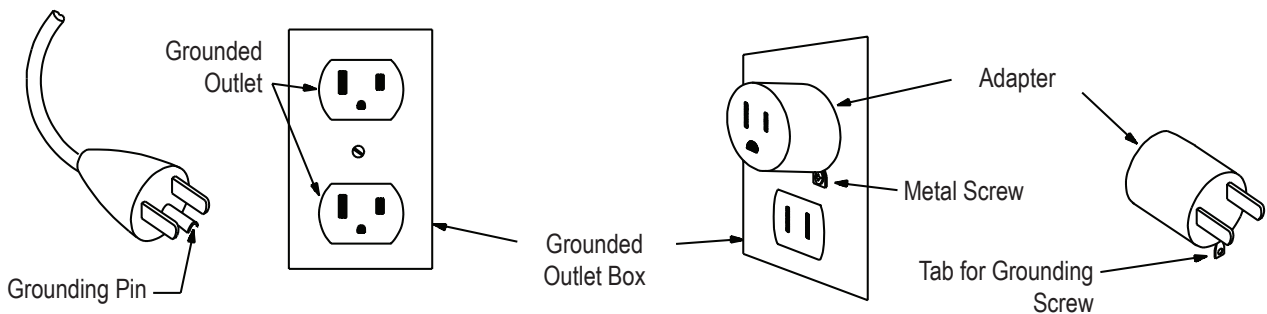 Grounded
Outlet
Grounding Pin
Grounded
Outlet Box
Adapter
Metal Screw
Tab for Grounding
Screw